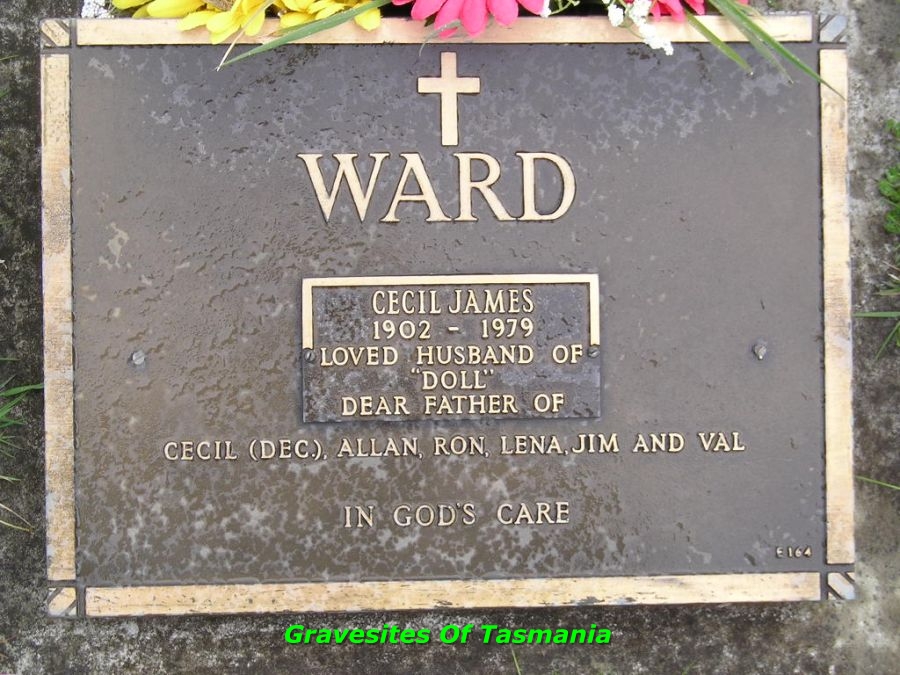 WARD
CECIL JAMES
1902 - 1979
LOVED HUSBAND OF
"DOLL"
DEAR FATHER OF
CECIL (DEC.), ALLAN, RON, LENA, JIM AND VAL
IN GOD'S CARE
E164
Gravesites Of Tasmania